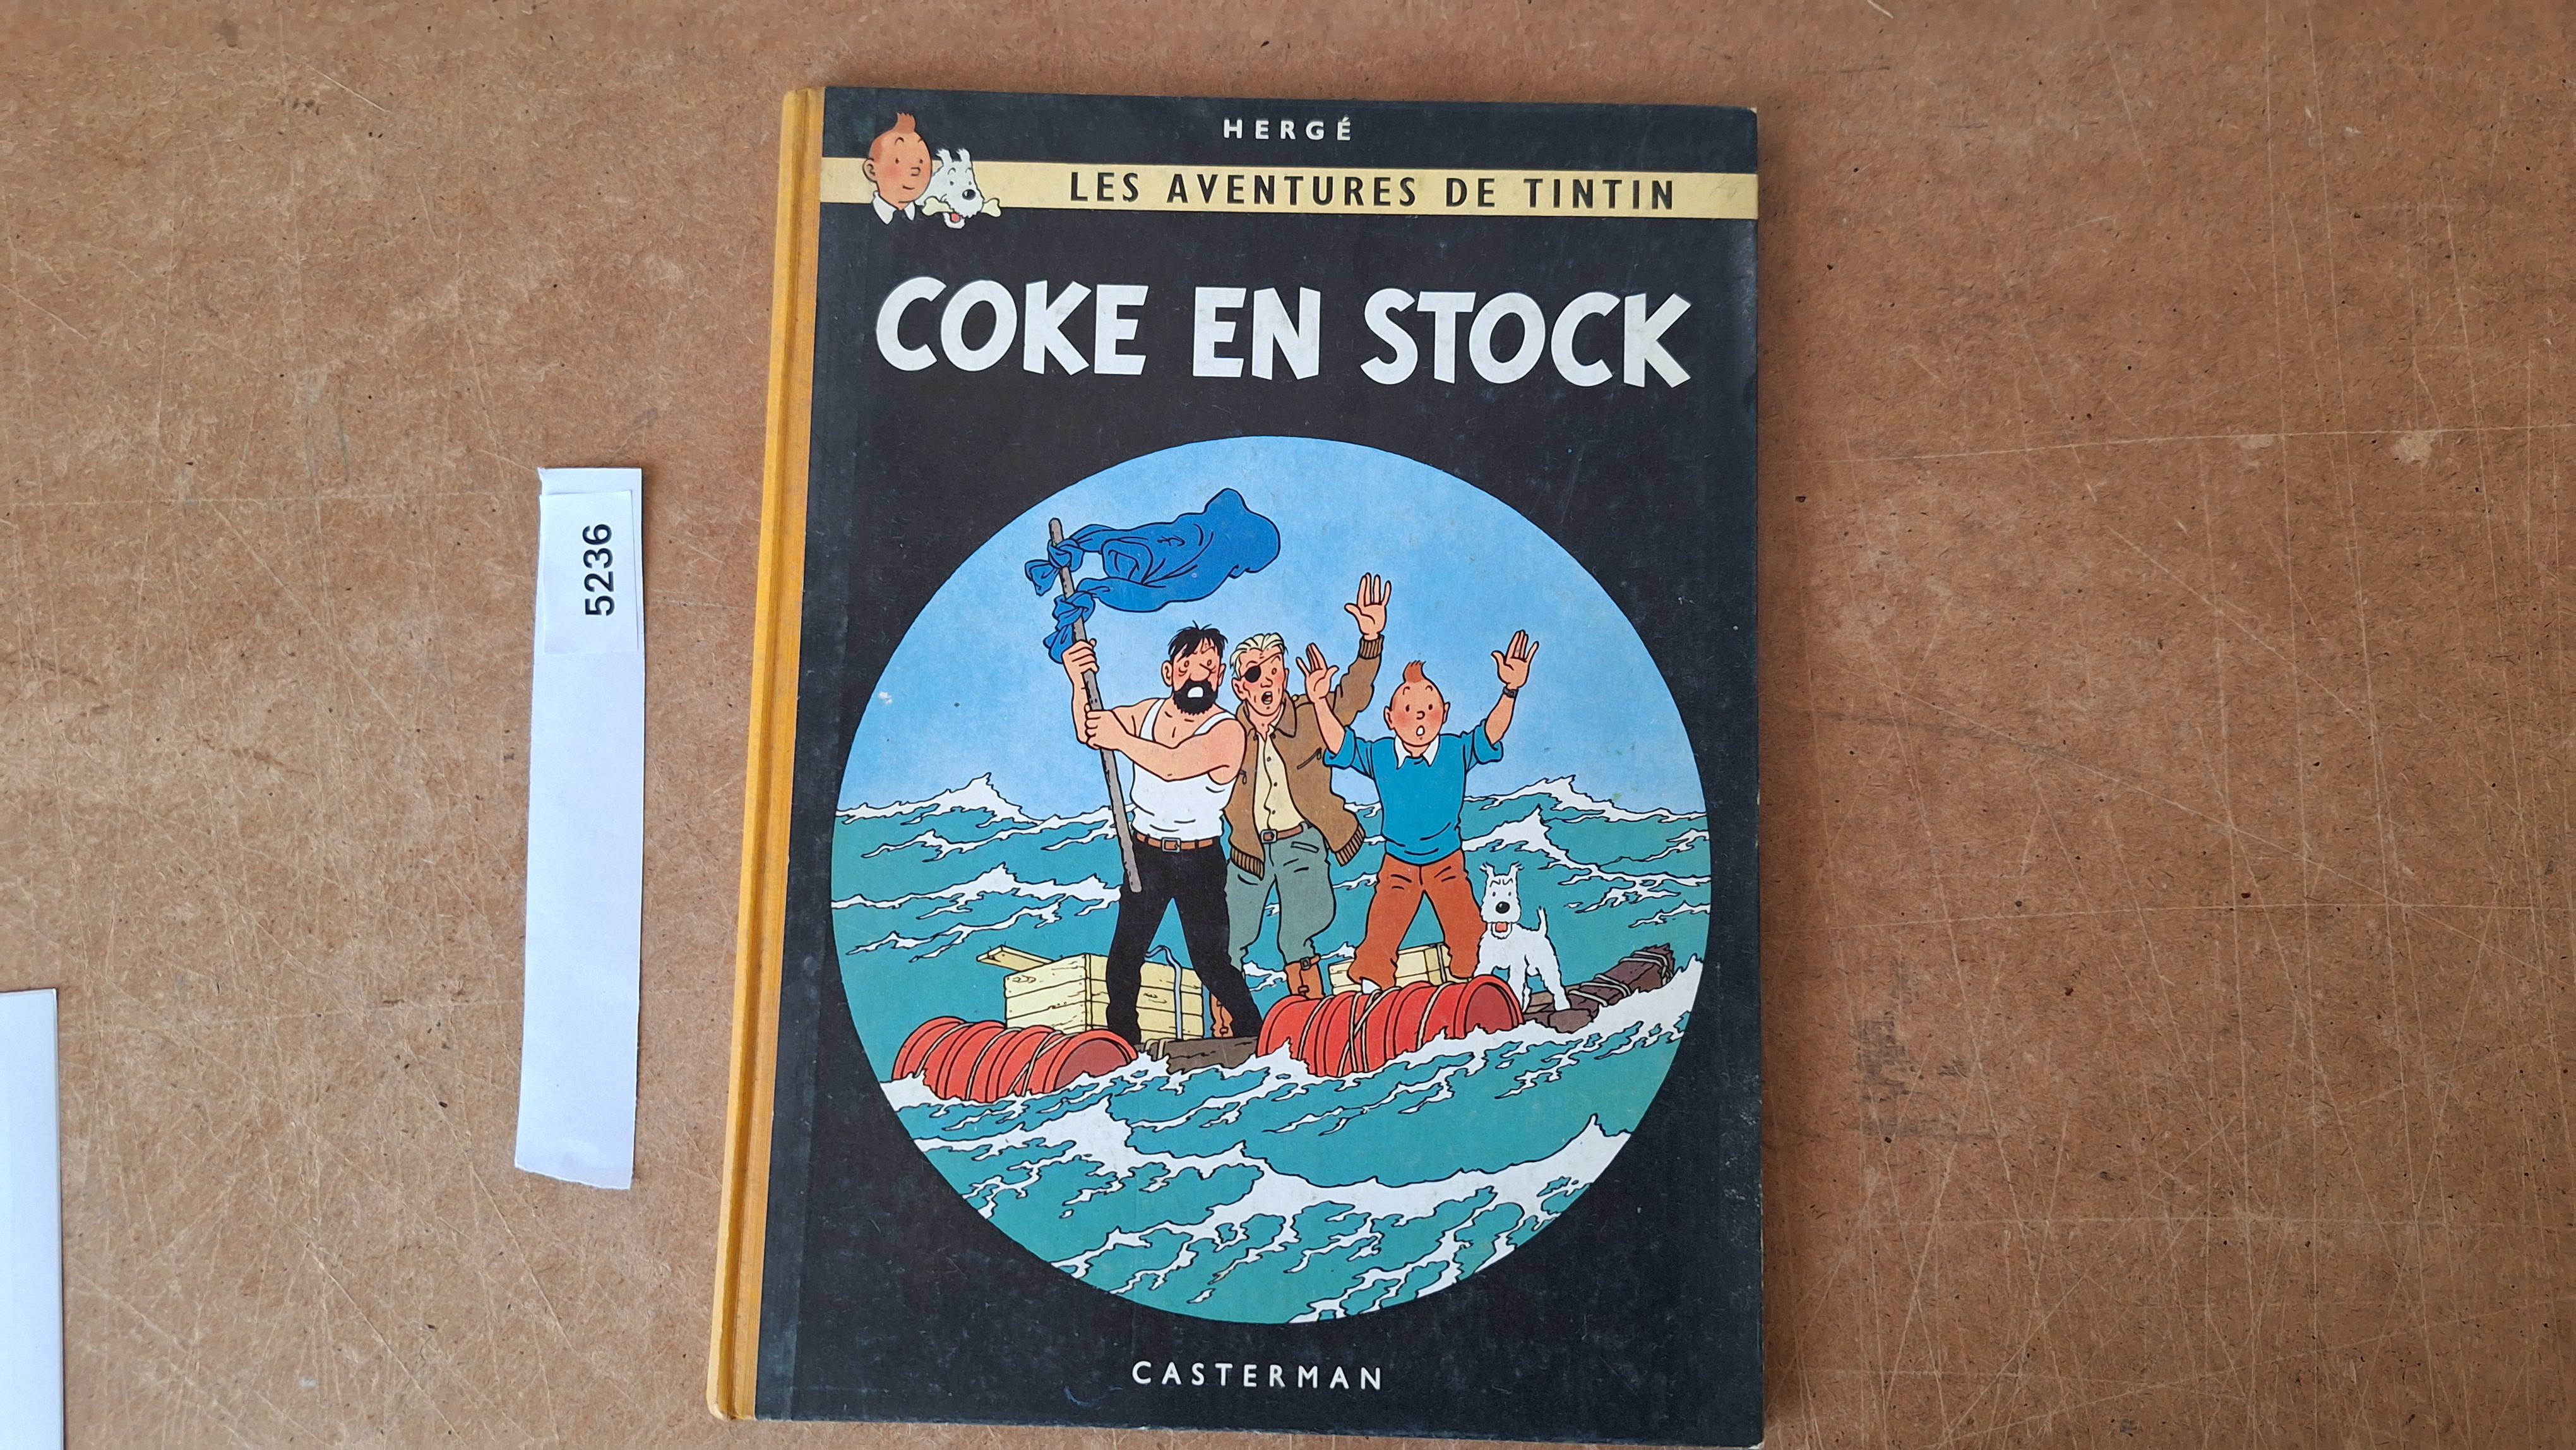 HERGÉ
LES AVENTURES DE TINTIN
COKE EN STOCK
CASTERMAN
5236